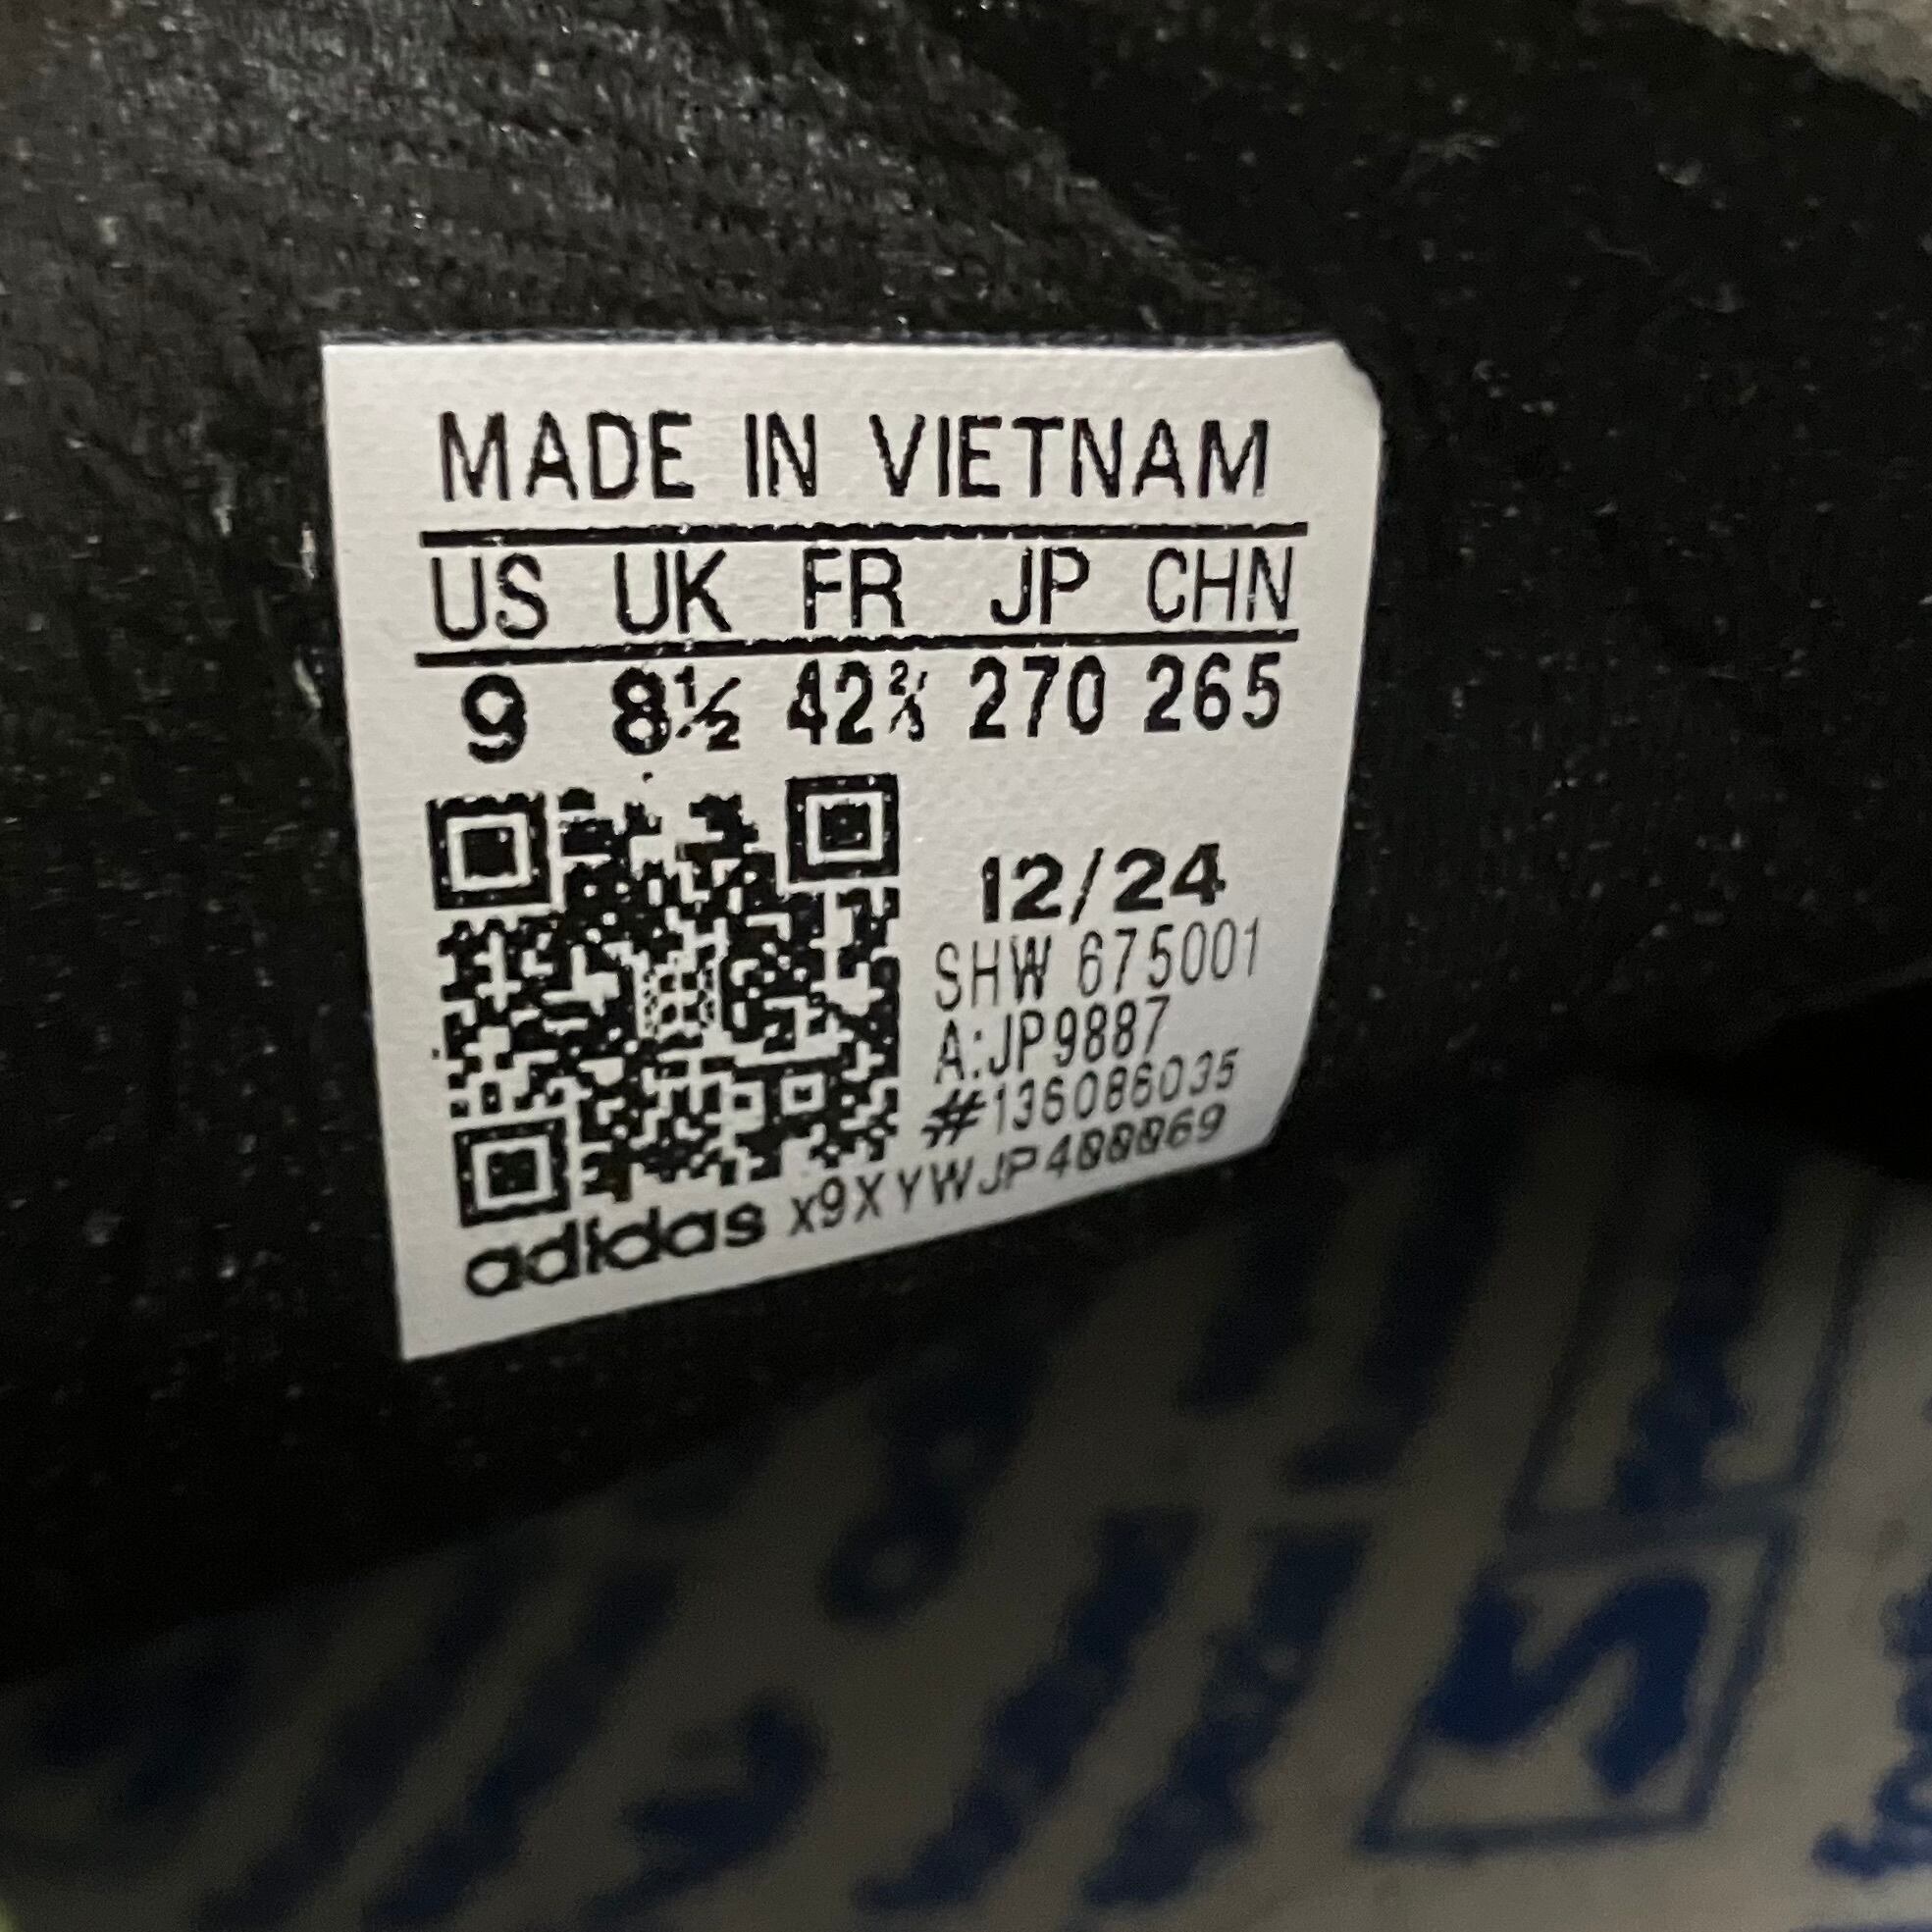 MADE IN VIETNAM
US UK FR JP CHN
9 8½ 42⅔ 270 265
12/24
SHW 675001
A:JP9887
#136086035
adidas x9XYWJP400069